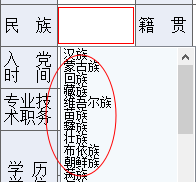 民 族 籍 贯
入 党
时 间
专业技
术职务
学 历
汉族
蒙古族
回族
藏族
维吾尔族
苗族
彝族
壮族
布依族
朝鲜族
满族